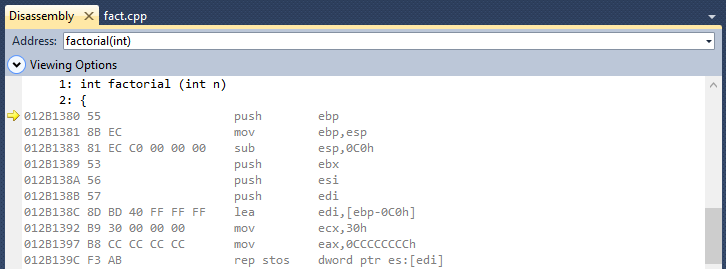 Disassembly fact.cpp
Address: factorial(int)
Viewing Options
1: int factorial (int n)
2: {
012B1380 55 push ebp
012B1381 8B EC mov ebp,esp
012B1383 81 EC C0 00 00 00 sub esp,0C0h
012B1389 53 push ebx
012B138A 56 push esi
012B138B 57 push edi
012B138C 8D BD 40 FF FF FF lea edi,[ebp-0C0h]
012B1392 B9 30 00 00 00 mov ecx,30h
012B1397 B8 CC CC CC CC mov eax,0CCCCCCCCh
012B139C F3 AB rep stos dword ptr es:[edi]